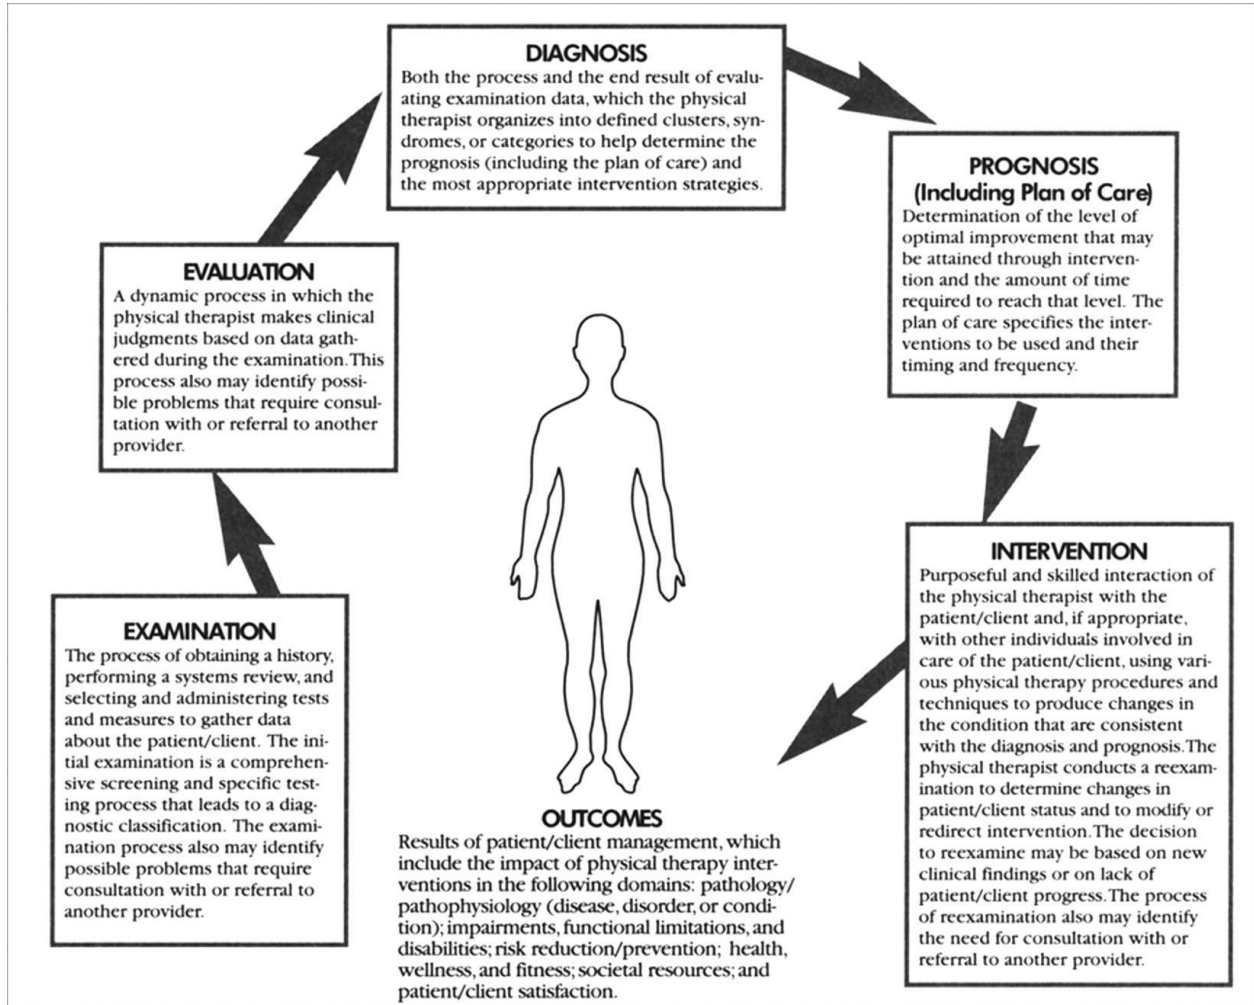 DIAGNOSIS
Both the process and the end result of evalu-
ating examination data, which the physical
therapist organizes into defined clusters, syn-
dromes, or categories to help determine the
prognosis (including the plan of care) and
the most appropriate intervention strategies.
PROGNOSIS
(Including Plan of Care)
Determination of the level of
optimal improvement that may
be attained through interven-
tion and the amount of time
required to reach that level. The
plan of care specifies the inter-
ventions to be used and their
timing and frequency.
EVALUATION
A dynamic process in which the
physical therapist makes clinical
judgments based on data gath-
ered during the examination. This
process also may identify possi-
ble problems that require consul-
tation with or referral to another
provider.
INTERVENTION
Purposeful and skilled interaction of
the physical therapist with the
patient/client and, if appropriate,
with other individuals involved in
care of the patient/client, using vari-
ous physical therapy procedures and
techniques to produce changes in
the condition that are consistent
with the diagnosis and prognosis. The
physical therapist conducts a reexam-
ination to determine changes in
patient/client status and to modify or
redirect intervention. The decision
to reexamine may be based on new
clinical findings or on lack of
patient/client progress. The process
of reexamination also may identify
the need for consultation with or
referral to another provider.
EXAMINATION
The process of obtaining a history,
performing a systems review, and
selecting and administering tests
and measures to gather data
about the patient/client. The ini-
tial examination is a comprehen-
sive screening and specific test-
ing process that leads to a diag-
nostic classification. The exami-
nation process also may identify
possible problems that require
consultation with or referral to
another provider.
OUTCOMES
Results of patient/client management, which
include the impact of physical therapy inter-
ventions in the following domains: pathology/
pathophysiology (disease, disorder, or condi-
tion); impairments, functional limitations, and
disabilities; risk reduction/prevention; health,
wellness, and fitness; societal resources; and
patient/client satisfaction.